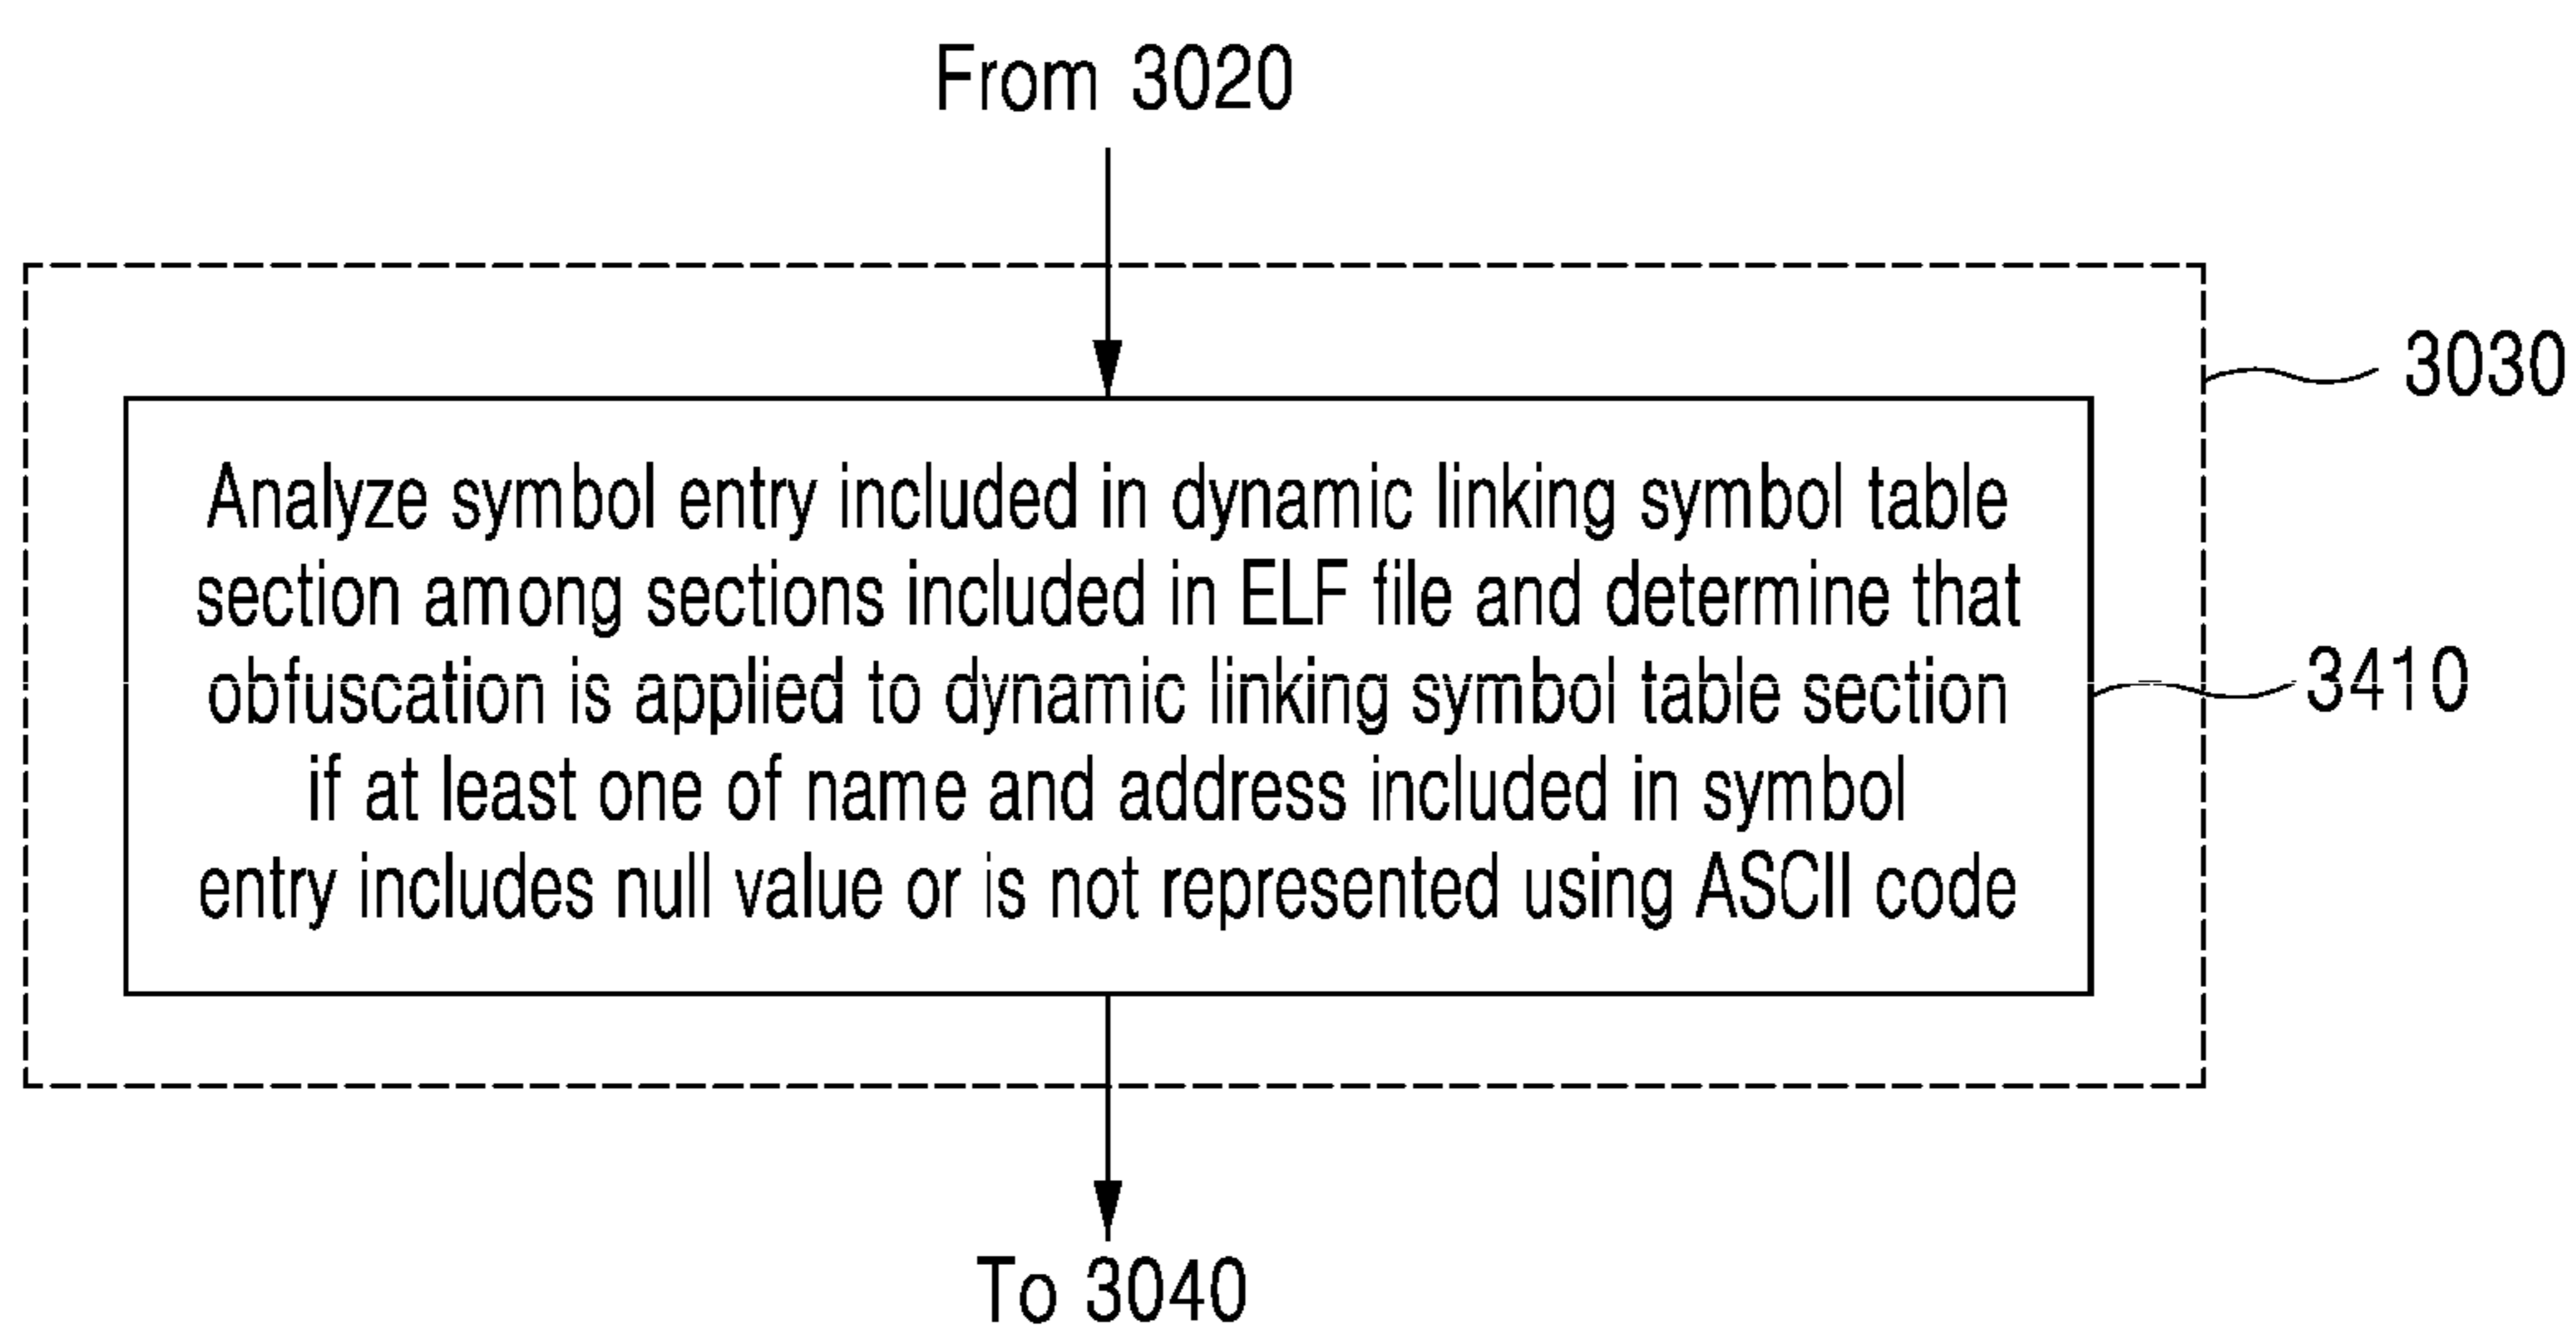 From 3020
3030
Analyze symbol entry included in dynamic linking symbol table
section among sections included in ELF file and determine that
obfuscation is applied to dynamic linking symbol table section
3410
if at least one of name and address included in symbol
entry includes null value or is not represented using ASCII code
To 3040